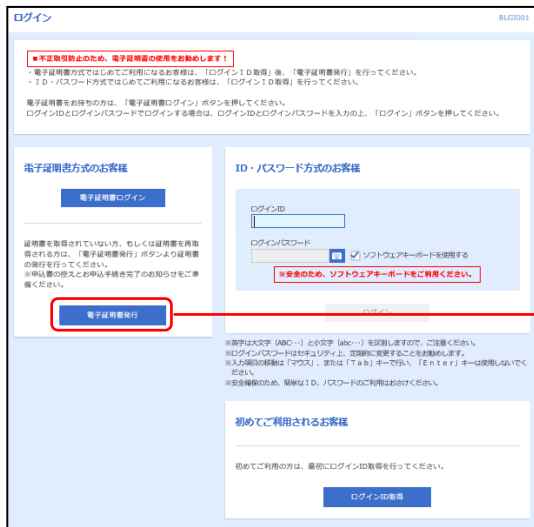 ログイン
BLGI001
■不正取引防止のため、電子証明書の使用をお勧めします！
・電子証明書方式ではじめてご利用になるお客様は、「ログインＩＤ取得」後、「電子証明書発行」を行ってください。
・ＩＤ・パスワード方式ではじめてご利用になるお客様は、「ログインＩＤ取得」を行ってください。
電子証明書をお持ちの方は、「電子証明書ログイン」ボタンを押してください。
ログインIDとログインパスワードでログインする場合は、ログインIDとログインパスワードを入力の上、「ログイン」ボタンを押してください。
電子証明書方式のお客様
電子証明書ログイン
証明書を取得されていない方、もしくは証明書を再取
得される方は、「電子証明書発行」ボタンより証明書
の発行を行ってください。
※申込書の控えとお申込手続き完了のお知らせをご準
備ください。
電子証明書発行
ID・パスワード方式のお客様
ログインID
ログインパスワード
ソフトウェアキーボードを使用する
※安全のため、ソフトウェアキーボードをご利用ください。
ログイン
※英字は大文字（ABC･･･）と小文字（abc･･･）を区別しますので、ご注意ください。
※ログインパスワードはセキュリティ上、定期的に変更することをお勧めします。
※入力項目の移動は「マウス」、または「Ｔａｂ」キーで行い、「Ｅｎｔｅｒ」キーは使用しないでく
ださい。
※安全確保のため、簡単なＩＤ、パスワードのご利用はおさけください。
初めてご利用されるお客様
初めてご利用の方は、最初にログインID取得を行ってください。
ログインID取得